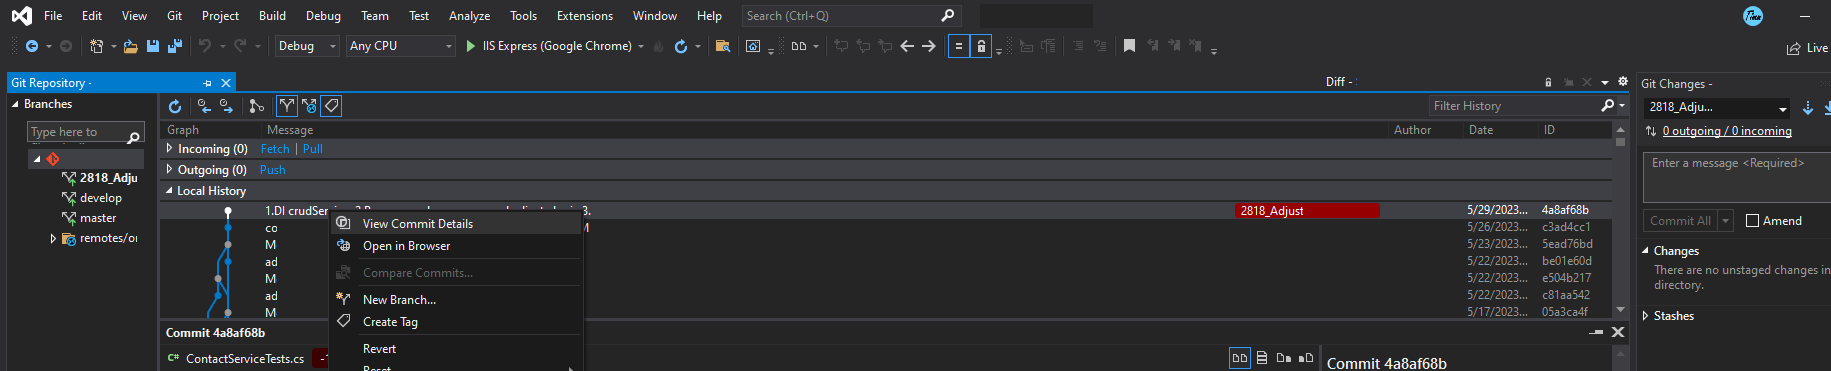 File Edit View Git Project Build Debug Team Test Analyze Tools Extensions Window Help Search (Ctrl+Q)
Debug Any CPU IIS Express (Google Chrome) Live
Git Repository - Diff - Git Changes -
Branches
Filter History
2818_Adju...
Type here to
Graph Message Author Date ID
0 outgoing / 0 incoming
Incoming (0) Fetch | Pull
Outgoing (0) Push
Enter a message <Required>
2818_Adju
Local History
develop
master
remotes/or
1.DI crudSer 3. 2818_Adjust 5/29/2023... 4a8af68b
co M 5/26/2023... c3ad4cc1
M 5/23/2023... 5ead76bd
ad 5/22/2023... be01e60d
M 5/22/2023... e504b217
ad 5/22/2023... c81aa542
M 5/17/2023... 05a3ca4f
View Commit Details
Open in Browser
Compare Commits...
New Branch...
Create Tag
Revert
Reset
Commit All Amend
Changes
There are no unstaged changes in
directory.
Stashes
Commit 4a8af68b
C# ContactServiceTests.cs -1
Commit 4a8af68b